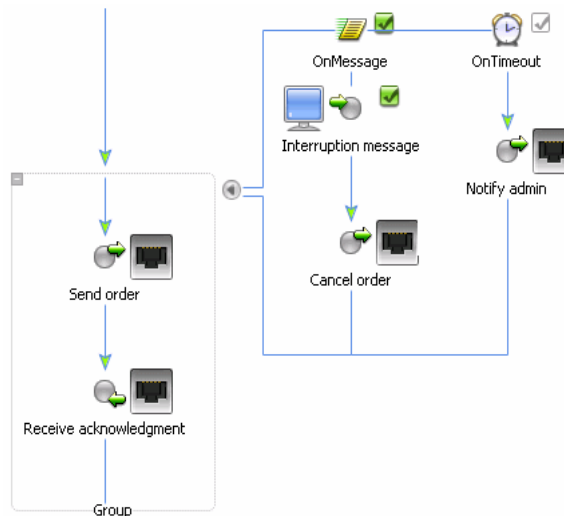 OnMessage
OnTimeout
Interruption message
Notify admin
Send order
Cancel order
Receive acknowledgment
Group